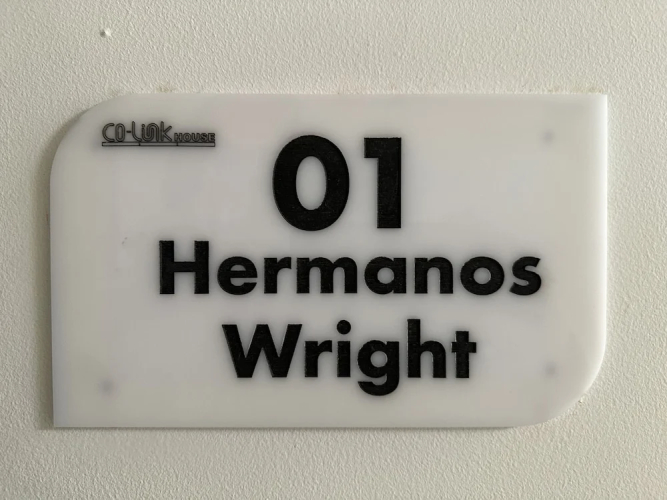 CO-Link HOUSE
01
Hermanos
Wright